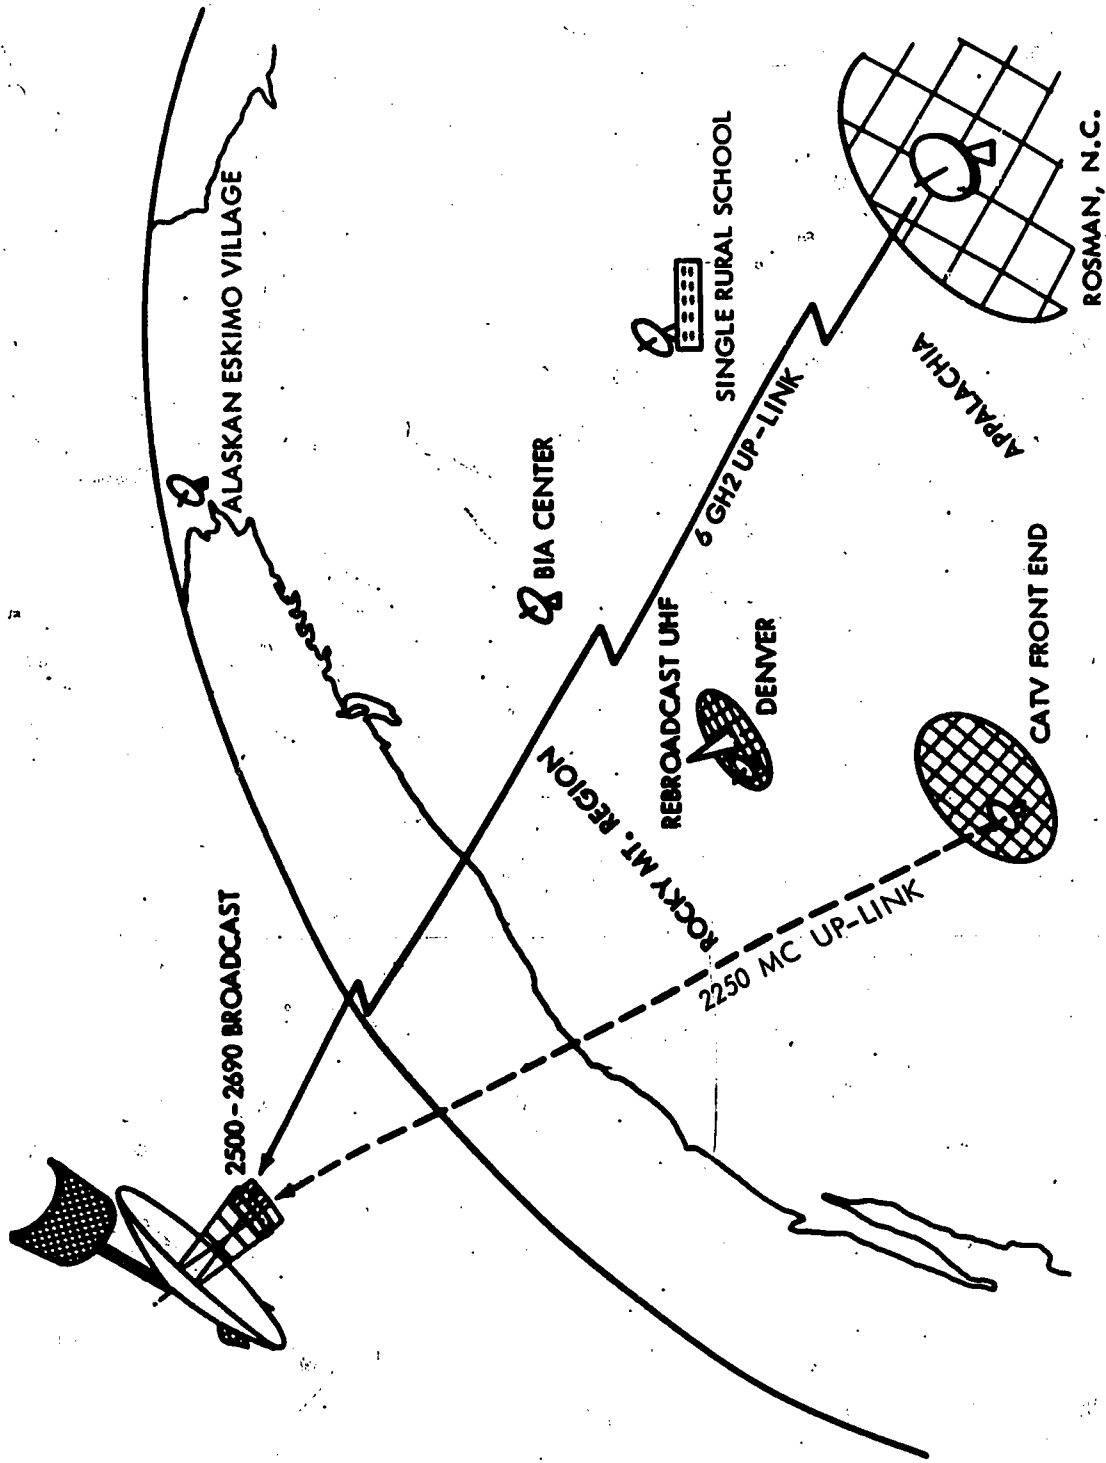 2500-2690 BROADCAST
ALASKAN ESKIMO VILLAGE
BIA CENTER
SINGLE RURAL SCHOOL
6 GH2 UP-LINK
ROCKY MT. REGION
REBROADCAST UHF
DENVER
2250 MC UP-LINK
APPALACHIA
CATV FRONT END
ROSMAN, N.C.